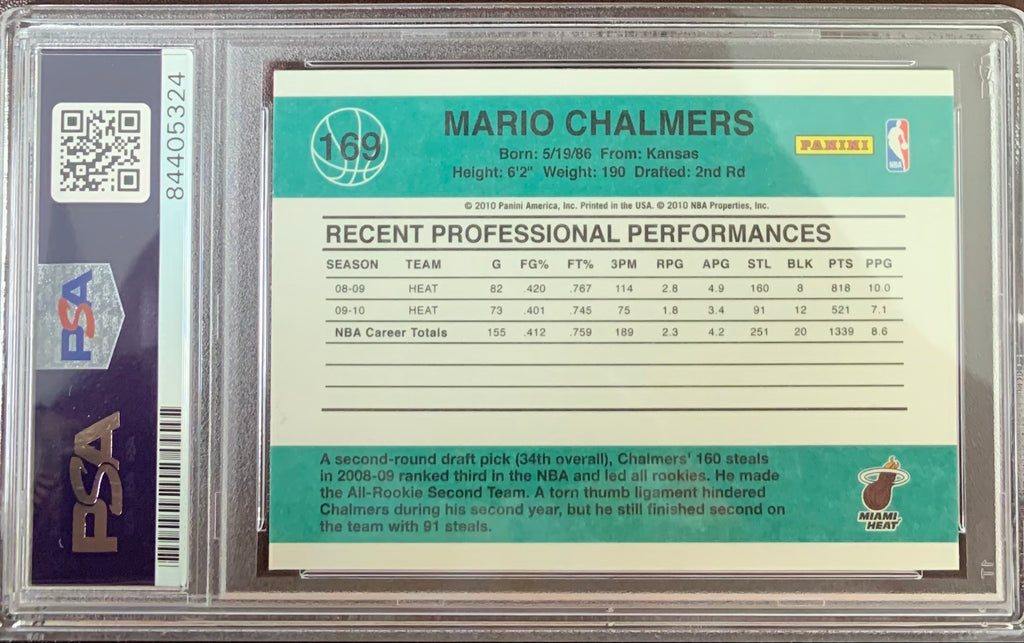 84405324
PSA
PSA
169
MARIO CHALMERS
Born: 5/19/86 From: Kansas
Height: 6'2" Weight: 190 Drafted: 2nd Rd
PANINI
NBA
© 2010 Panini America, Inc. Printed in the USA. © 2010 NBA Properties, Inc.
RECENT PROFESSIONAL PERFORMANCES
SEASON TEAM G FG% FT% 3PM RPG APG STL BLK PTS PPG
08-09 HEAT 82 .420 .767 114 2.8 4.9 160 8 818 10.0
09-10 HEAT 73 .401 .745 75 1.8 3.4 91 12 521 7.1
NBA Career Totals 155 .412 .759 189 2.3 4.2 251 20 1339 8.6
A second-round draft pick (34th overall), Chalmers' 160 steals
in 2008-09 ranked third in the NBA and led all rookies. He made
the All-Rookie Second Team. A torn thumb ligament hindered
Chalmers during his second year, but he still finished second on
the team with 91 steals.
MIAMI
HEAT